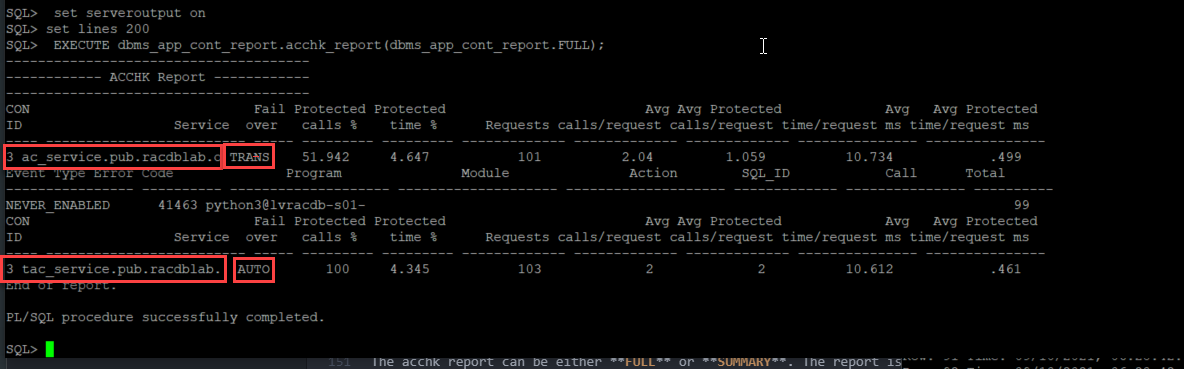 SQL>  set serveroutput on
SQL> set lines 200
SQL>  EXECUTE dbms_app_cont_report.acchk_report(dbms_app_cont_report.FULL);
--------------------------------------
------------ ACCHK Report ------------
--------------------------------------
CON Fail Protected Protected Avg Avg Protected Avg Avg Protected
ID Service over calls % time % Requests calls/request calls/request time/request ms time/request ms
---- -------------------- ----- --------- --------- ---------- ------------- ------------- --------------- ---------------
3 ac_service.pub.racdblab.c TRANS 51.942 4.647 101 2.04 1.059 10.734 .499
Event Type Error Code Program Module Action SQL_ID Call Total
---------------- ---------- -------------------- -------------------- -------------------- ------------- -------------------- ----------
NEVER_ENABLED 41463 python3@lvracdb-s01- 99
CON Fail Protected Protected Avg Avg Protected Avg Avg Protected
ID Service over calls % time % Requests calls/request calls/request time/request ms time/request ms
---- -------------------- ----- --------- --------- ---------- ------------- ------------- --------------- ---------------
3 tac_service.pub.racdblab. AUTO 100 4.345 103 2 2 10.612 .461
End of report.
PL/SQL procedure successfully completed.
SQL>
151 The acchk report can be either **FULL** or **SUMMARY**. The report is